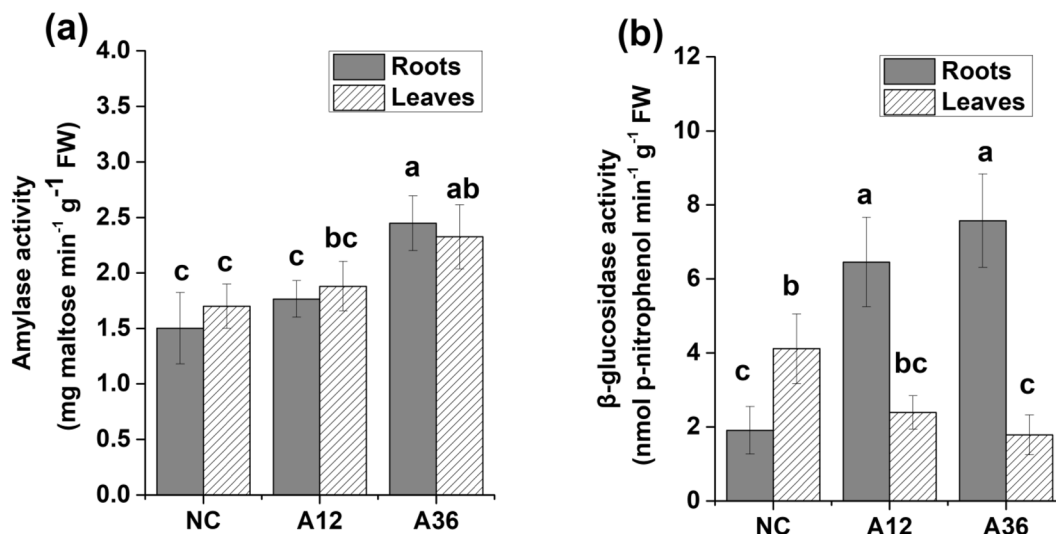 (a)
4.0
3.5
3.0
2.5
2.0
1.5
1.0
0.5
0.0
Amylase activity
(mg maltose min⁻¹ g⁻¹ FW)
Roots
Leaves
c
c
c
bc
a
ab
NC
A12
A36
(b)
12
10
8
6
4
2
0
β-glucosidase activity
(nmol p-nitrophenol min⁻¹ g⁻¹ FW
Roots
Leaves
c
b
a
bc
a
c
NC
A12
A36